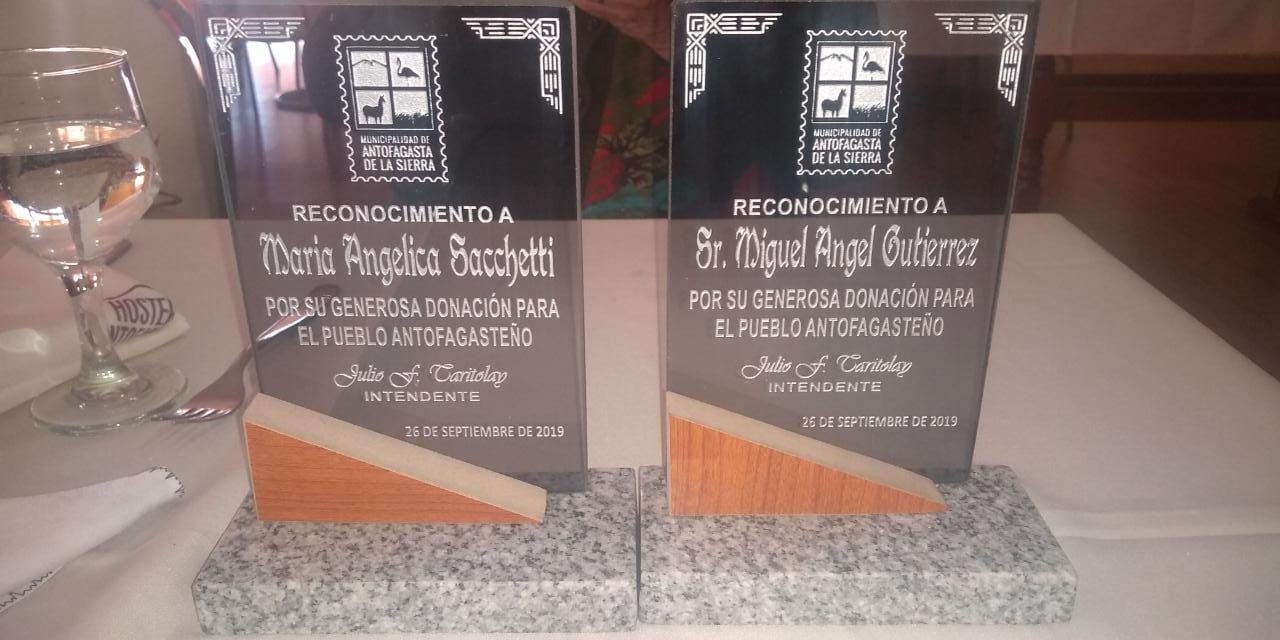 MUNICIPALIDAD DE
ANTOFAGASTA
DE LA SIERRA
RECONOCIMIENTO A
Maria Angelica Sacchetti
POR SU GENEROSA DONACIÓN PARA
EL PUEBLO ANTOFAGASTEÑO
Julio F. Taritolay
INTENDENTE
26 DE SEPTIEMBRE DE 2019
MUNICIPALIDAD DE
ANTOFAGASTA
DE LA SIERRA
RECONOCIMIENTO A
Sr. Miguel Angel Gutierrez
POR SU GENEROSA DONACIÓN PARA
EL PUEBLO ANTOFAGASTEÑO
Julio F. Taritolay
INTENDENTE
26 DE SEPTIEMBRE DE 2019